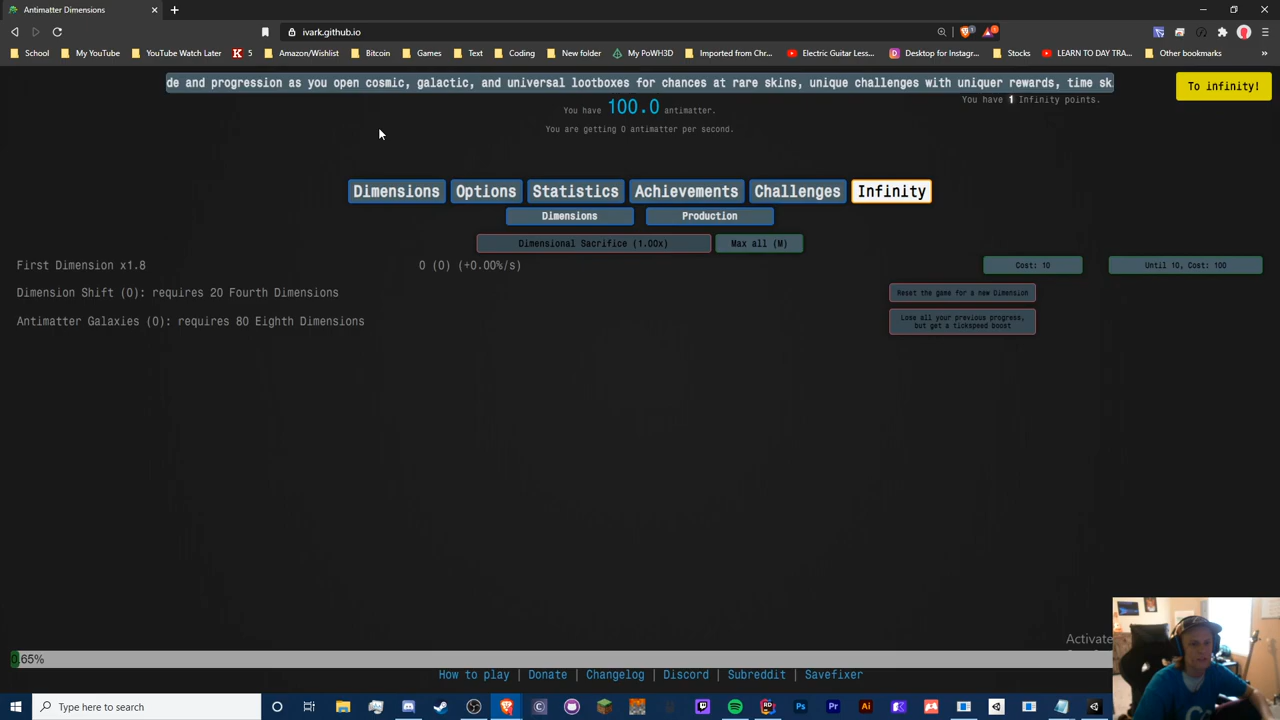 Antimatter Dimensions
ivark.github.io
School
My YouTube
YouTube Watch Later
5
Amazon/Wishlist
Bitcoin
Games
Text
Coding
New folder
My PoWH3D
Imported from Chr...
Electric Guitar Less...
Desktop for Instagr...
Stocks
LEARN TO DAY TRA...
Other bookmarks
de and progression as you open cosmic, galactic, and universal lootboxes for chances at rare skins, unique challenges with uniquer rewards, time sk
To infinity!
You have 100.0 antimatter.
You have 1 Infinity points.
You are getting 0 antimatter per second.
Dimensions Options Statistics Achievements Challenges Infinity
Dimensions Production
Dimensional Sacrifice (1.00x) Max all (M)
First Dimension x1.8 0 (0) (+0.00%/s) Cost: 10 Until 10, Cost: 100
Dimension Shift (0): requires 20 Fourth Dimensions Reset the game for a new Dimension
Antimatter Galaxies (0): requires 80 Eighth Dimensions Lose all your previous progress,
but get a tickspeed boost
Activate
0.65%
How to play | Donate | Changelog | Discord | Subreddit | Savefixer
Type here to search